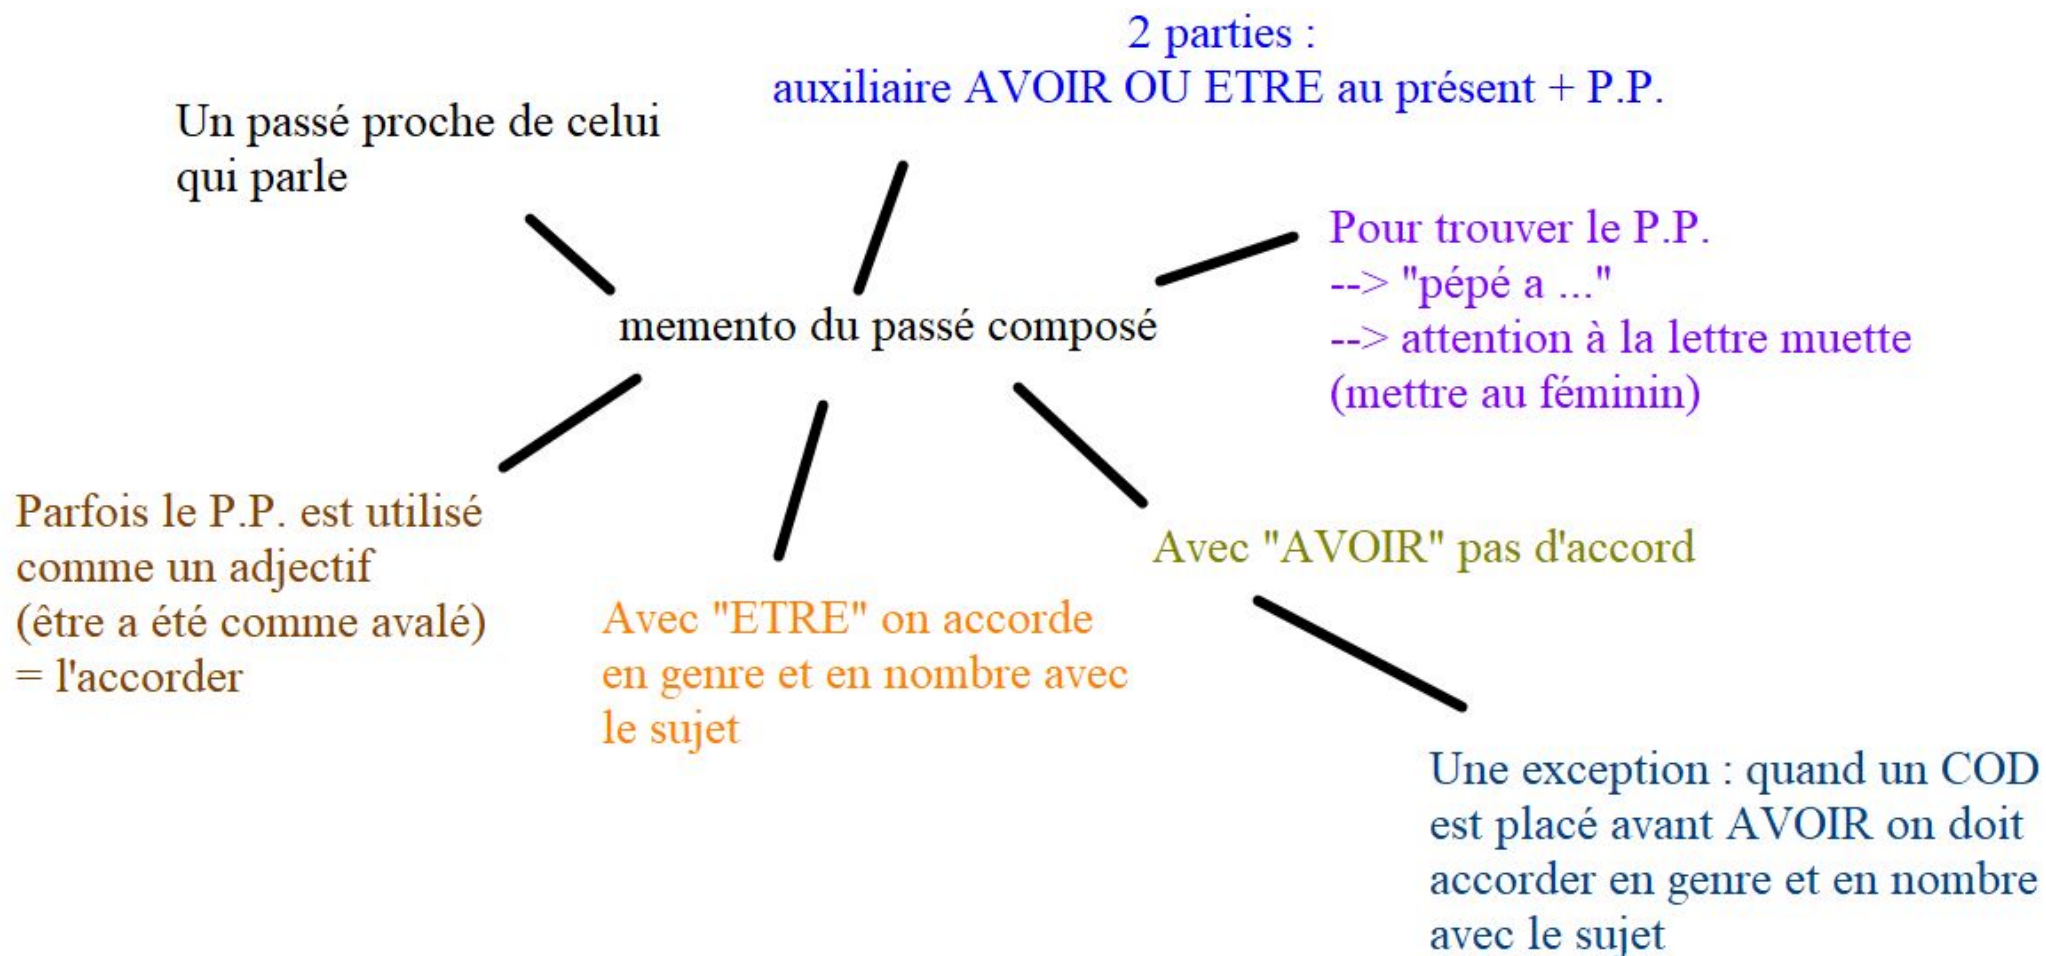 2 parties :
auxiliaire AVOIR OU ETRE au présent + P.P.
Un passé proche de celui
qui parle
Pour trouver le P.P.
--> "pépé a ..."
--> attention à la lettre muette
(mettre au féminin)
memento du passé composé
Parfois le P.P. est utilisé
comme un adjectif
(être a été comme avalé)
= l'accorder
Avec "ETRE" on accorde
en genre et en nombre avec
le sujet
Avec "AVOIR" pas d'accord
Une exception : quand un COD
est placé avant AVOIR on doit
accorder en genre et en nombre
avec le sujet